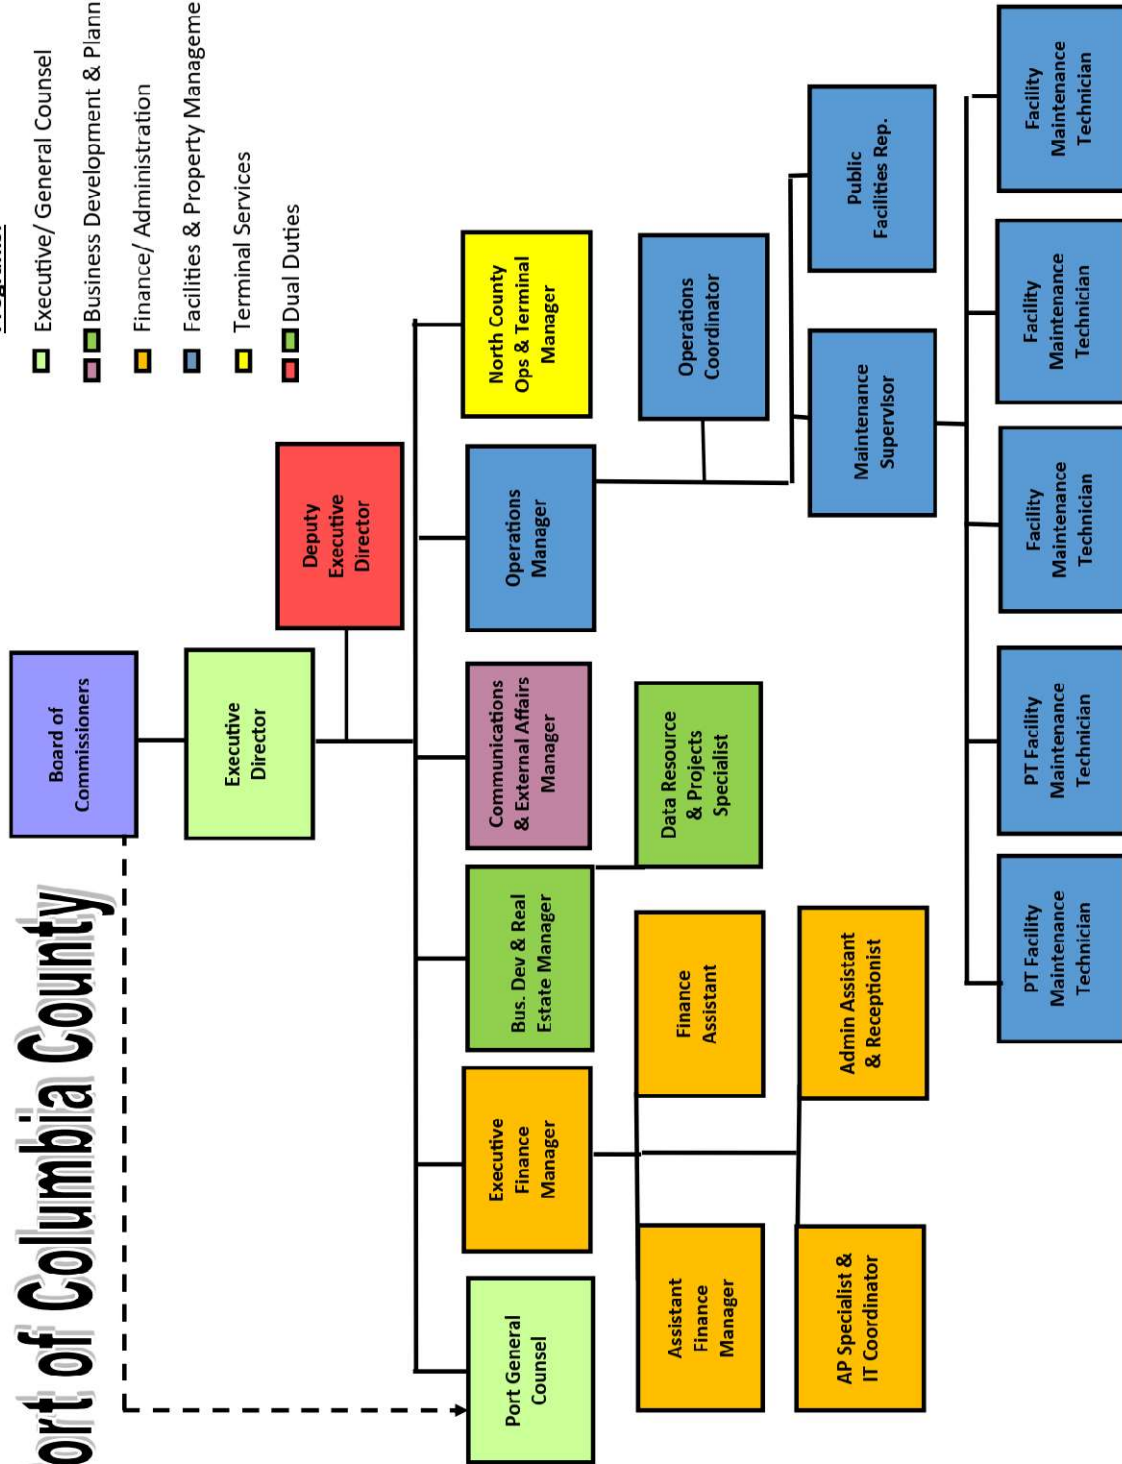 ort of Columbia County
Executive/ General Counsel
Business Development & Plann
Finance/ Administration
Facilities & Property Manageme
Terminal Services
Dual Duties
Board of
Commissioners
Executive
Director
Deputy
Executive
Director
Port General
Counsel
Executive
Finance
Manager
Bus. Dev & Real
Estate Manager
Communications
& External Affairs
Manager
Operations
Manager
North County
Ops & Terminal
Manager
Assistant
Finance
Manager
Finance
Assistant
Data Resource
& Projects
Specialist
Operations
Coordinator
AP Specialist &
IT Coordinator
Admin Assistant
& Receptionist
Maintenance
Supervisor
Public
Facilities Rep.
PT Facility
Maintenance
Technician
PT Facility
Maintenance
Technician
Facility
Maintenance
Technician
Facility
Maintenance
Technician
Facility
Maintenance
Technician